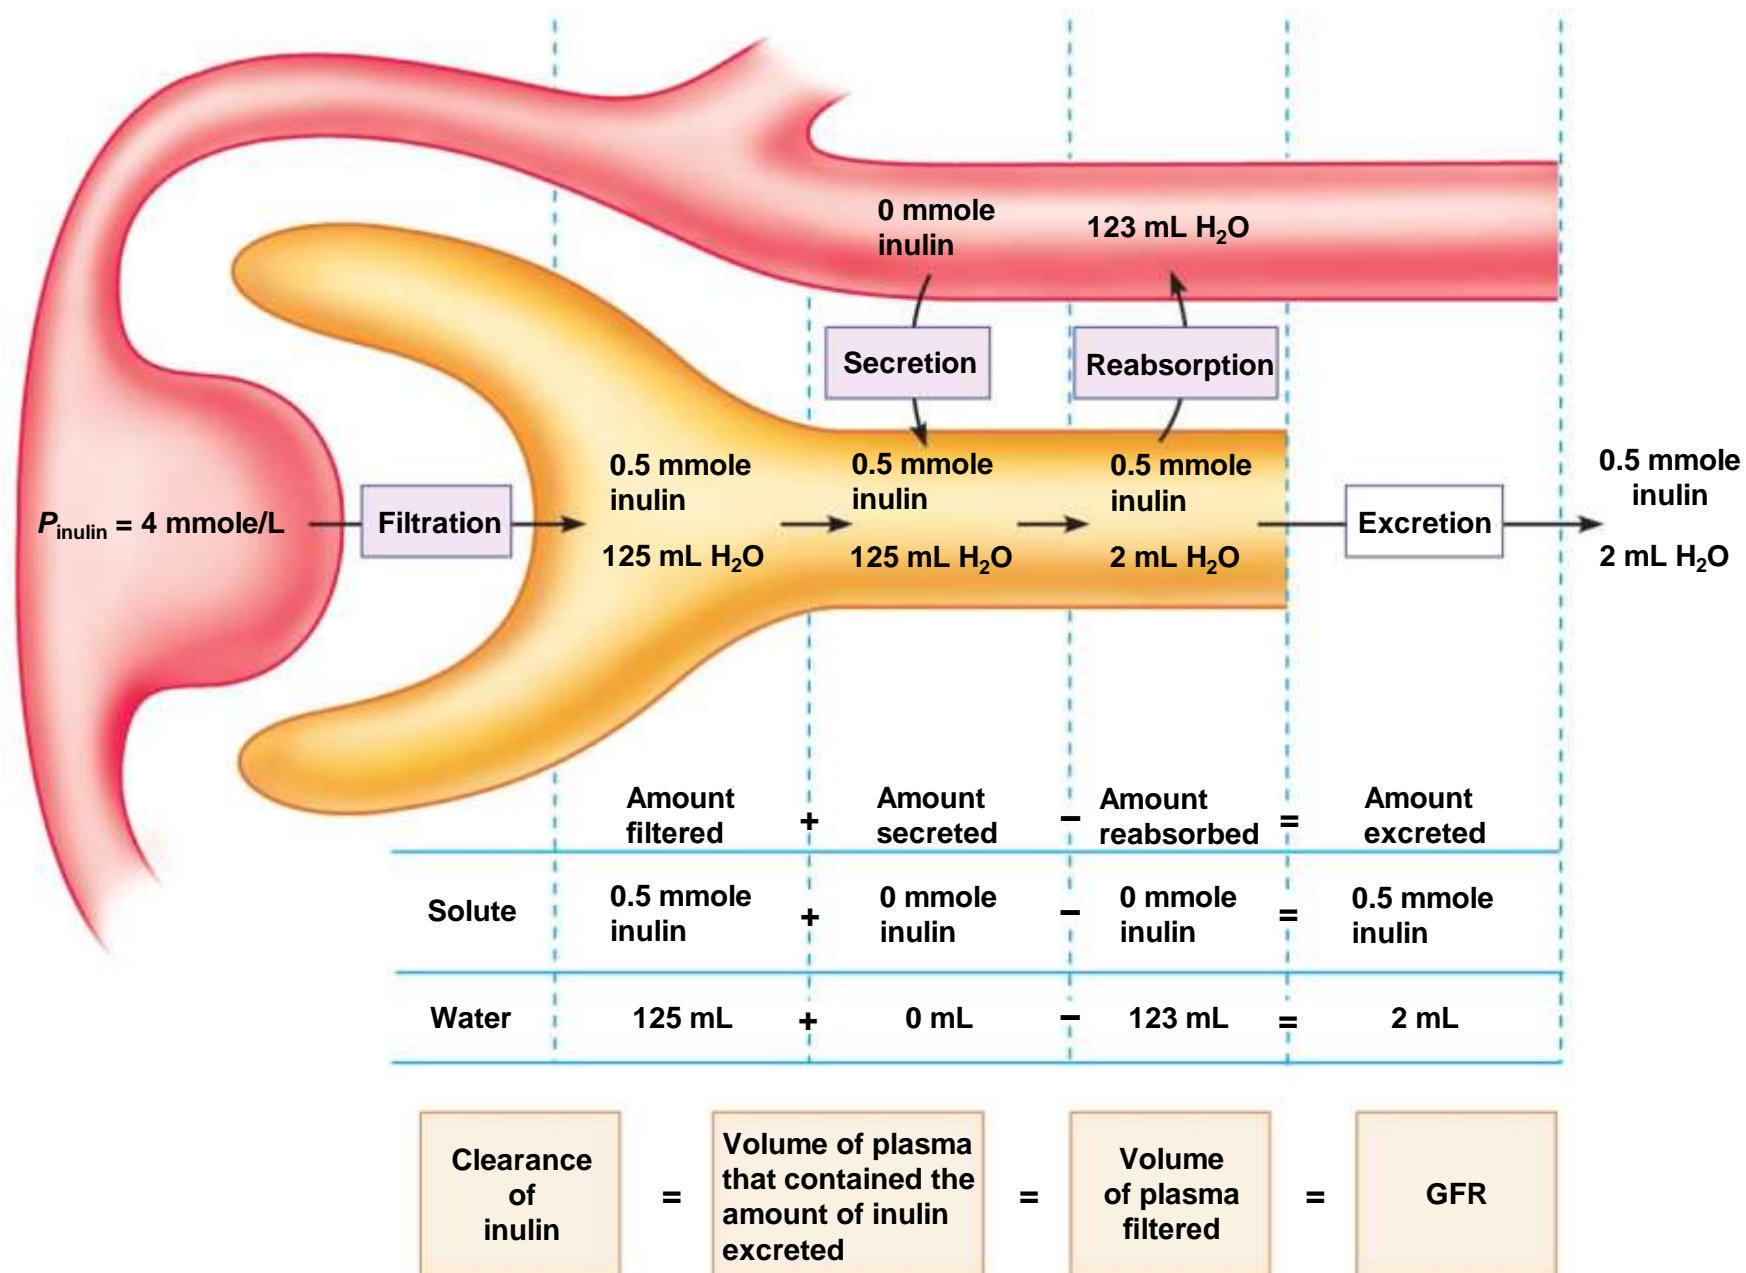 0 mmole
inulin
123 mL H₂O
Secretion
Reabsorption
P inulin = 4 mmole/L
Filtration
0.5 mmole
inulin
125 mL H₂O
0.5 mmole
inulin
125 mL H₂O
0.5 mmole
inulin
2 mL H₂O
Excretion
0.5 mmole
inulin
2 mL H₂O
Amount
filtered
+
Amount
secreted
–
Amount
reabsorbed
=
Amount
excreted
Solute
0.5 mmole
inulin
+
0 mmole
inulin
–
0 mmole
inulin
=
0.5 mmole
inulin
Water
125 mL
+
0 mL
–
123 mL
=
2 mL
Clearance
of
inulin
=
Volume of plasma
that contained the
amount of inulin
excreted
=
Volume
of plasma
filtered
=
GFR